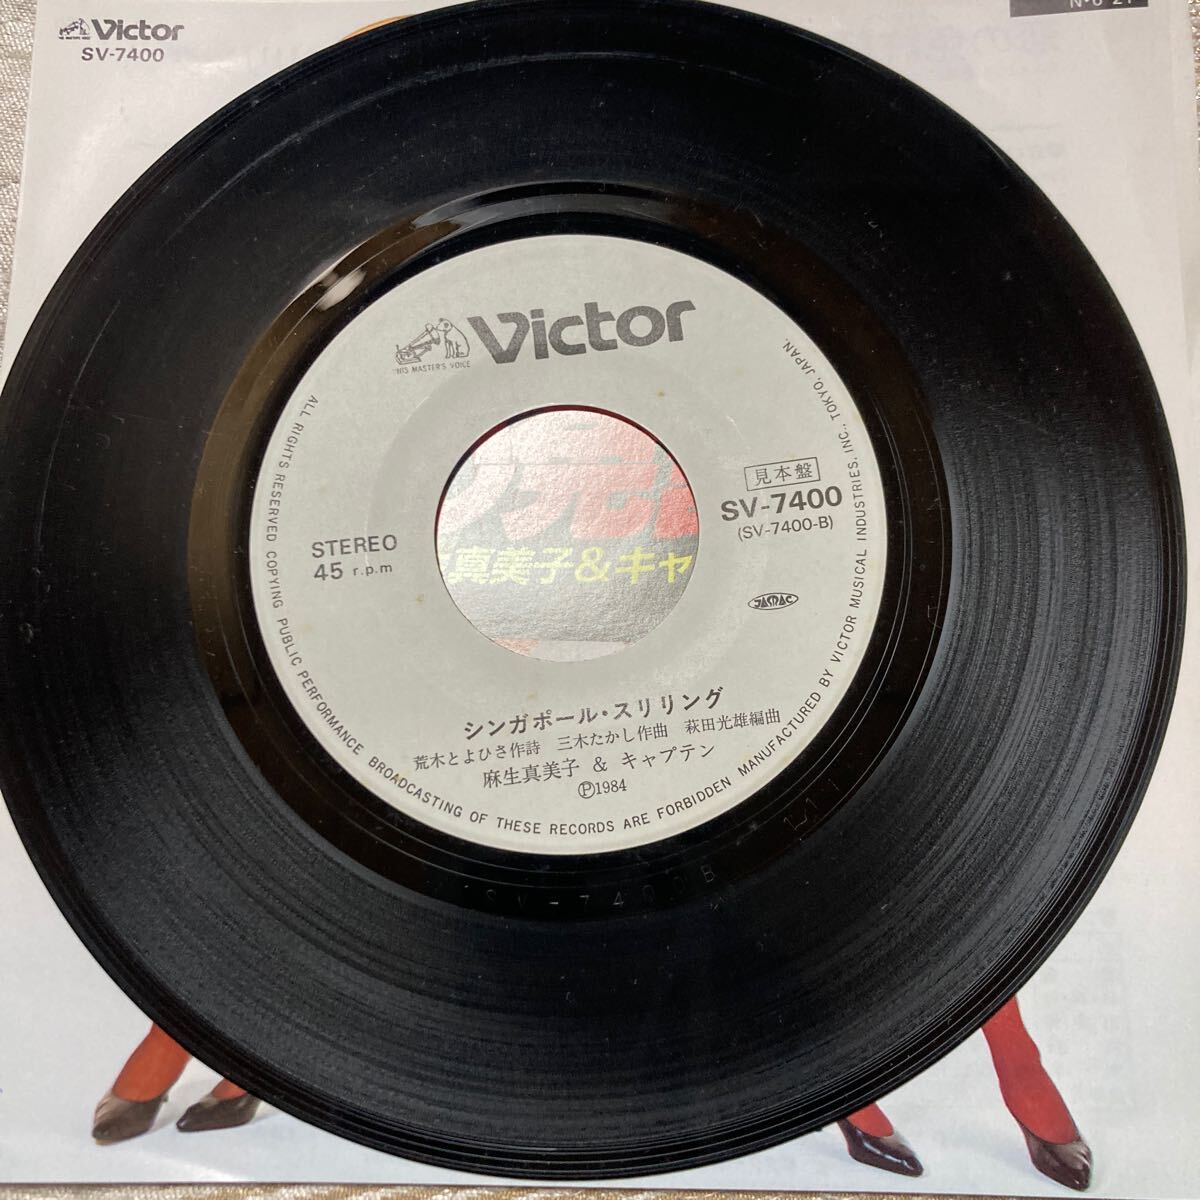 Victor
SV-7400
HIS MASTER'S VOICE
Victor
見本盤
SV-7400
(SV-7400-B)
STEREO
45 r.p.m
JASRAC
真美子&キャ
シンガポール・スリリング
荒木とよひさ作詩 三木たかし作曲 萩田光雄編曲
麻生真美子 & キャプテン
Ⓟ1984
ALL RIGHTS RESERVED COPYING PUBLIC PERFORMANCE BROADCASTING OF THESE RECORDS ARE FORBIDDEN MANUFACTURED BY VICTOR MUSICAL INDUSTRIES, INC., TOKYO, JAPAN.
SV-7400B